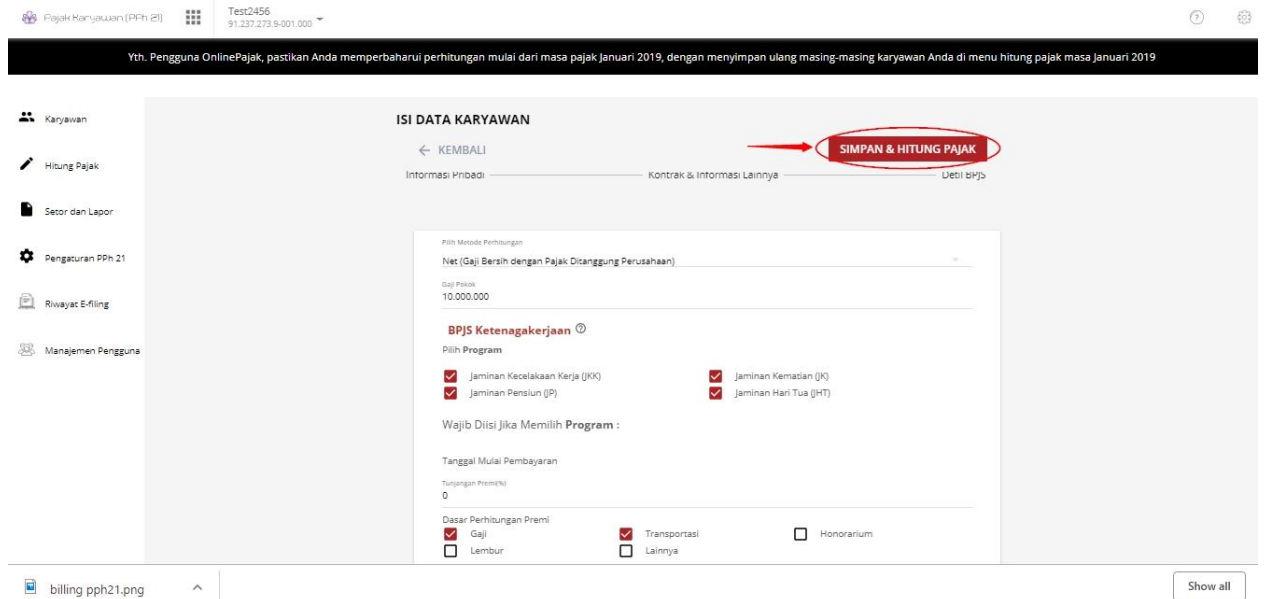 Pajak Karyawan (PPh 21)
Test2456
91.237.273.9-001.000
Yth. Pengguna OnlinePajak, pastikan Anda memperbaharui perhitungan mulai dari masa pajak Januari 2019, dengan menyimpan ulang masing-masing karyawan Anda di menu hitung pajak masa Januari 2019
Karyawan
Hitung Pajak
Setor dan Lapor
Pengaturan PPh 21
Riwayat E-filing
Manajemen Pengguna
ISI DATA KARYAWAN
← KEMBALI
SIMPAN & HITUNG PAJAK
Informasi Pribadi
Kontrak & Informasi Lainnya
Detil BPJS
Pilih Metode Perhitungan
Net (Gaji Bersih dengan Pajak Ditanggung Perusahaan)
Gaji Pokok
10.000.000
BPJS Ketenagakerjaan ?
Pilih Program
Jaminan Kecelakaan Kerja (JKK)
Jaminan Kematian (JK)
Jaminan Pensiun (JP)
Jaminan Hari Tua (JHT)
Wajib Diisi Jika Memilih Program :
Tanggal Mulai Pembayaran
Tunjangan Premi(%)
0
Dasar Perhitungan Premi
Gaji
Transportasi
Honorarium
Lembur
Lainnya
billing pph21.png
Show all